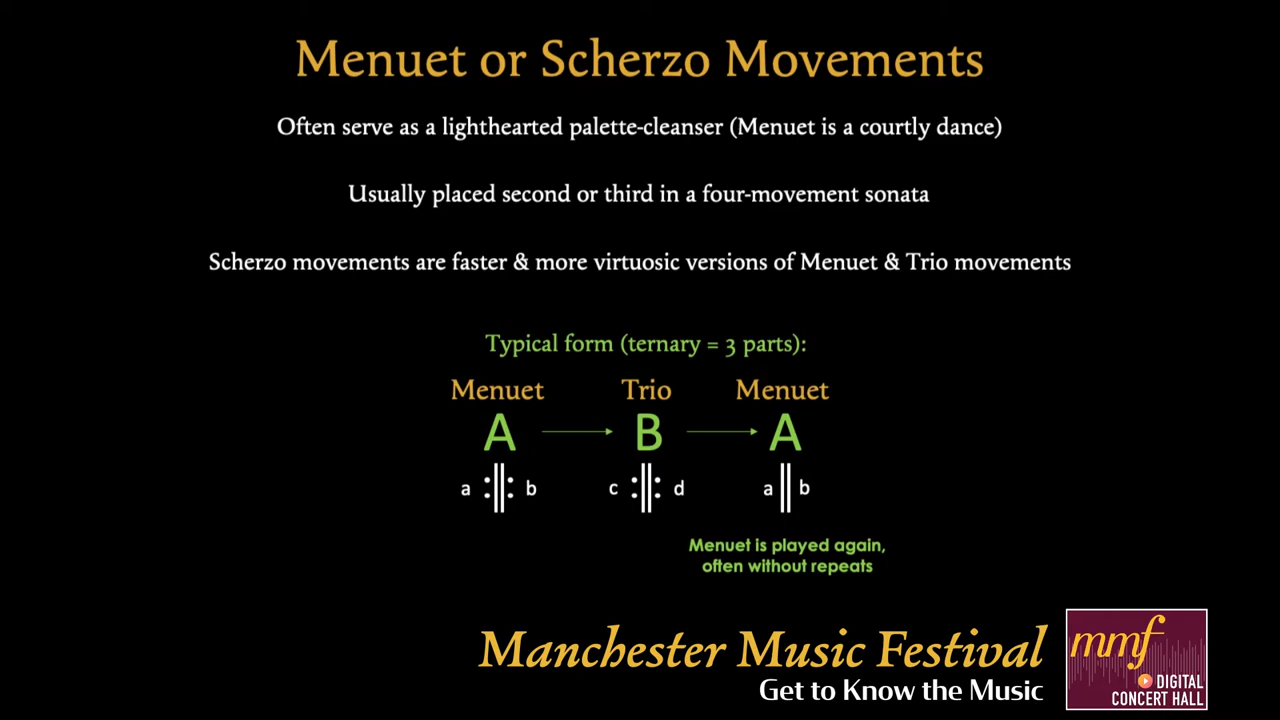 Menuet or Scherzo Movements
Often serve as a lighthearted palette-cleanser (Menuet is a courtly dance)
Usually placed second or third in a four-movement sonata
Scherzo movements are faster & more virtuosic versions of Menuet & Trio movements
Typical form (ternary = 3 parts):
Menuet Trio Menuet
A B A
a b c d a b
Menuet is played again,
often without repeats
Manchester Music Festival
Get to Know the Music
mmf
DIGITAL
CONCERT HALL